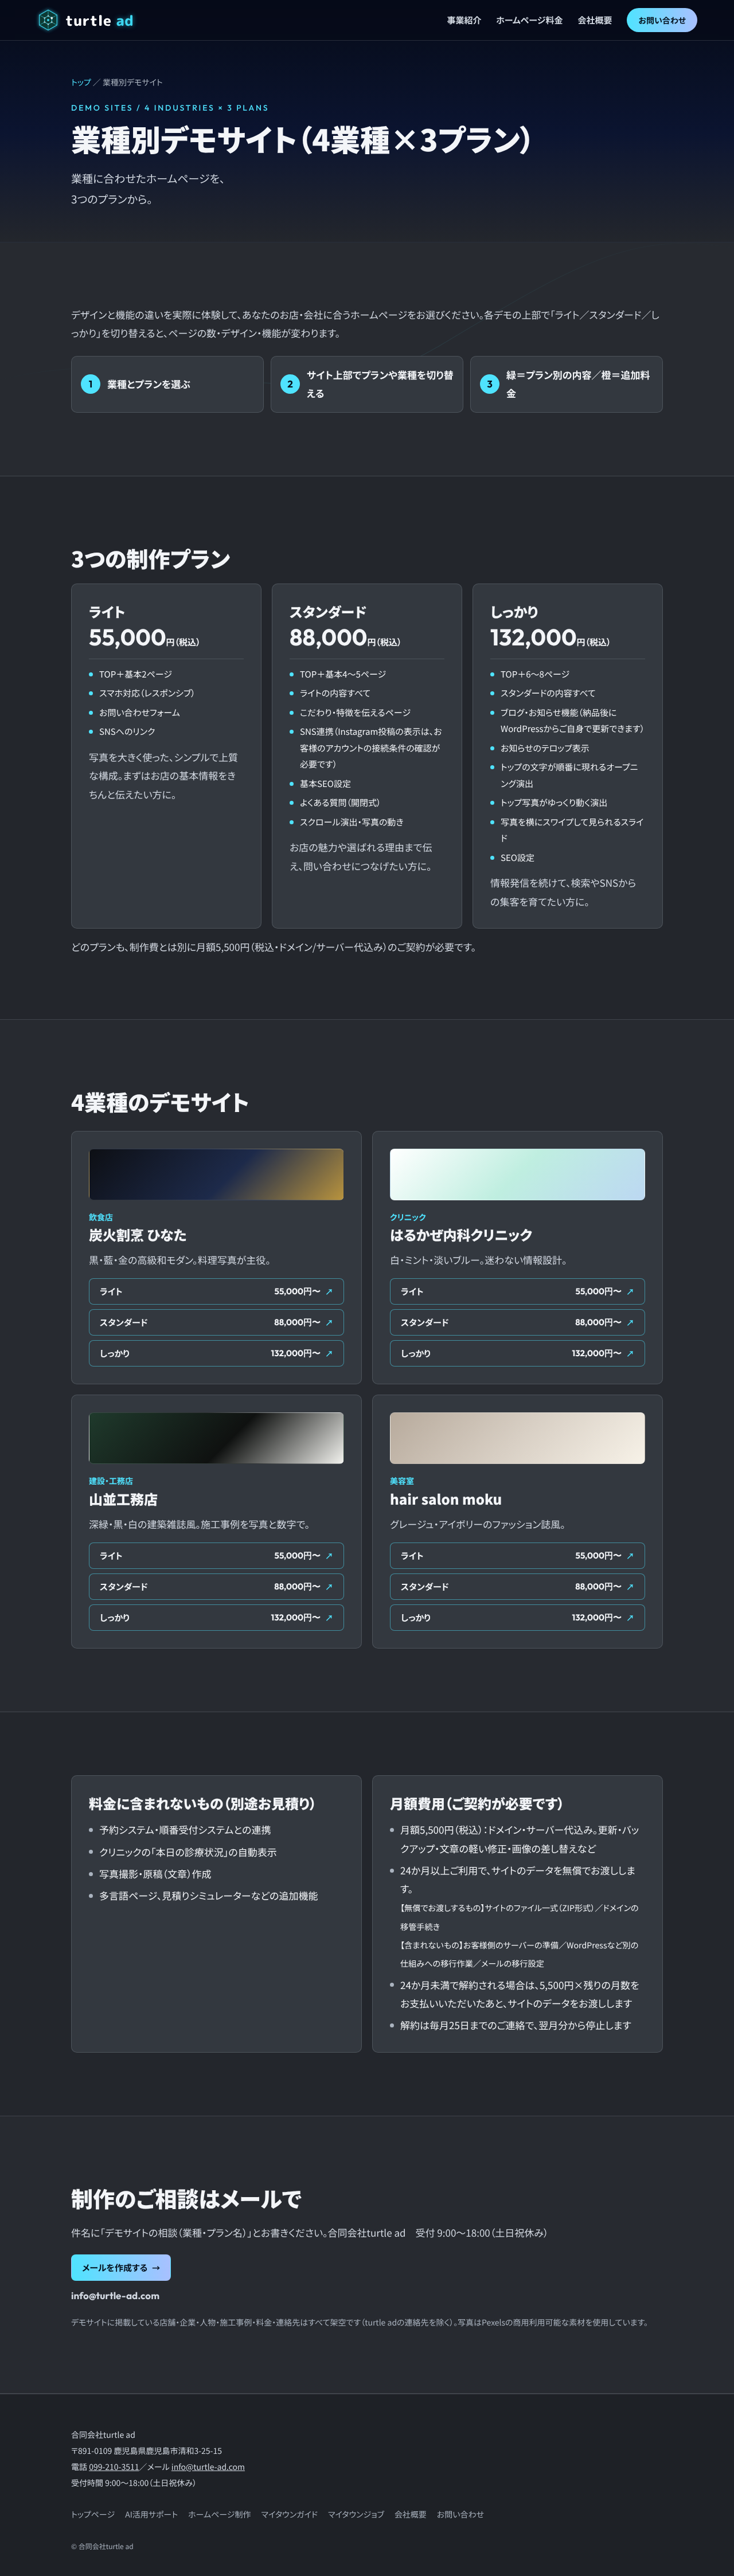 turtle ad
事業紹介 ホームページ料金 会社概要 お問い合わせ
トップ ／ 業種別デモサイト
DEMO SITES / 4 INDUSTRIES × 3 PLANS
業種別デモサイト（4業種×3プラン）
業種に合わせたホームページを、
3つのプランから。
デザインと機能の違いを実際に体験して、あなたのお店・会社に合うホームページをお選びください。各デモの上部で「ライト／スタンダード／し
っかり」を切り替えると、ページの数・デザイン・機能が変わります。
1 業種とプランを選ぶ
2 サイト上部でプランや業種を切り替
える
3 緑＝プラン別の内容／橙＝追加料
金
3つの制作プラン
ライト
55,000円（税込）
TOP＋基本2ページ
スマホ対応（レスポンシブ）
お問い合わせフォーム
SNSへのリンク
写真を大きく使った、シンプルで上質
な構成。まずはお店の基本情報をき
ちんと伝えたい方に。
スタンダード
88,000円（税込）
TOP＋基本4〜5ページ
ライトの内容すべて
こだわり・特徴を伝えるページ
SNS連携（Instagram投稿の表示は、お
客様のアカウントの接続条件の確認が
必要です）
基本SEO設定
よくある質問（開閉式）
スクロール演出・写真の動き
お店の魅力や選ばれる理由まで伝
え、問い合わせにつなげたい方に。
しっかり
132,000円（税込）
TOP＋6〜8ページ
スタンダードの内容すべて
ブログ・お知らせ機能（納品後に
WordPressからご自身で更新できます）
お知らせのテロップ表示
トップの文字が順番に現れるオープニ
ング演出
トップ写真がゆっくり動く演出
写真を横にスワイプして見られるスライ
ド
SEO設定
情報発信を続けて、検索やSNSから
の集客を育てたい方に。
どのプランも、制作費とは別に月額5,500円（税込・ドメイン/サーバー代込み）のご契約が必要です。
4業種のデモサイト
飲食店
炭火割烹 ひなた
黒・藍・金の高級和モダン。料理写真が主役。
ライト 55,000円〜 ↗
スタンダード 88,000円〜 ↗
しっかり 132,000円〜 ↗
クリニック
はるかぜ内科クリニック
白・ミント・淡いブルー。迷わない情報設計。
ライト 55,000円〜 ↗
スタンダード 88,000円〜 ↗
しっかり 132,000円〜 ↗
建設・工務店
山並工務店
深緑・黒・白の建築雑誌風。施工事例を写真と数字で。
ライト 55,000円〜 ↗
スタンダード 88,000円〜 ↗
しっかり 132,000円〜 ↗
美容室
hair salon moku
グレージュ・アイボリーのファッション誌風。
ライト 55,000円〜 ↗
スタンダード 88,000円〜 ↗
しっかり 132,000円〜 ↗
料金に含まれないもの（別途お見積り）
予約システム・順番受付システムとの連携
クリニックの「本日の診療状況」の自動表示
写真撮影・原稿（文章）作成
多言語ページ、見積りシミュレーターなどの追加機能
月額費用（ご契約が必要です）
月額5,500円（税込）：ドメイン・サーバー代込み。更新・バッ
クアップ・文章の軽い修正・画像の差し替えなど
24か月以上ご利用で、サイトのデータを無償でお渡ししま
す。
【無償でお渡しするもの】サイトのファイル一式（ZIP形式）／ドメインの
移管手続き
【含まれないもの】お客様側のサーバーの準備／WordPressなど別の
仕組みへの移行作業／メールの移行設定
24か月未満で解約される場合は、5,500円×残りの月数を
お支払いいただいたあと、サイトのデータをお渡しします
解約は毎月25日までのご連絡で、翌月分から停止します
制作のご相談はメールで
件名に「デモサイトの相談（業種・プラン名）」とお書きください。合同会社turtle ad　受付 9:00〜18:00（土日祝休み）
メールを作成する →
info@turtle-ad.com
デモサイトに掲載している店舗・企業・人物・施工事例・料金・連絡先はすべて架空です（turtle adの連絡先を除く）。写真はPexelsの商用利用可能な素材を使用しています。
合同会社turtle ad
〒891-0109 鹿児島県鹿児島市清和3-25-15
電話 099-210-3511／メール info@turtle-ad.com
受付時間 9:00〜18:00（土日祝休み）
トップページ AI活用サポート ホームページ制作 マイタウンガイド マイタウンジョブ 会社概要 お問い合わせ
© 合同会社turtle ad